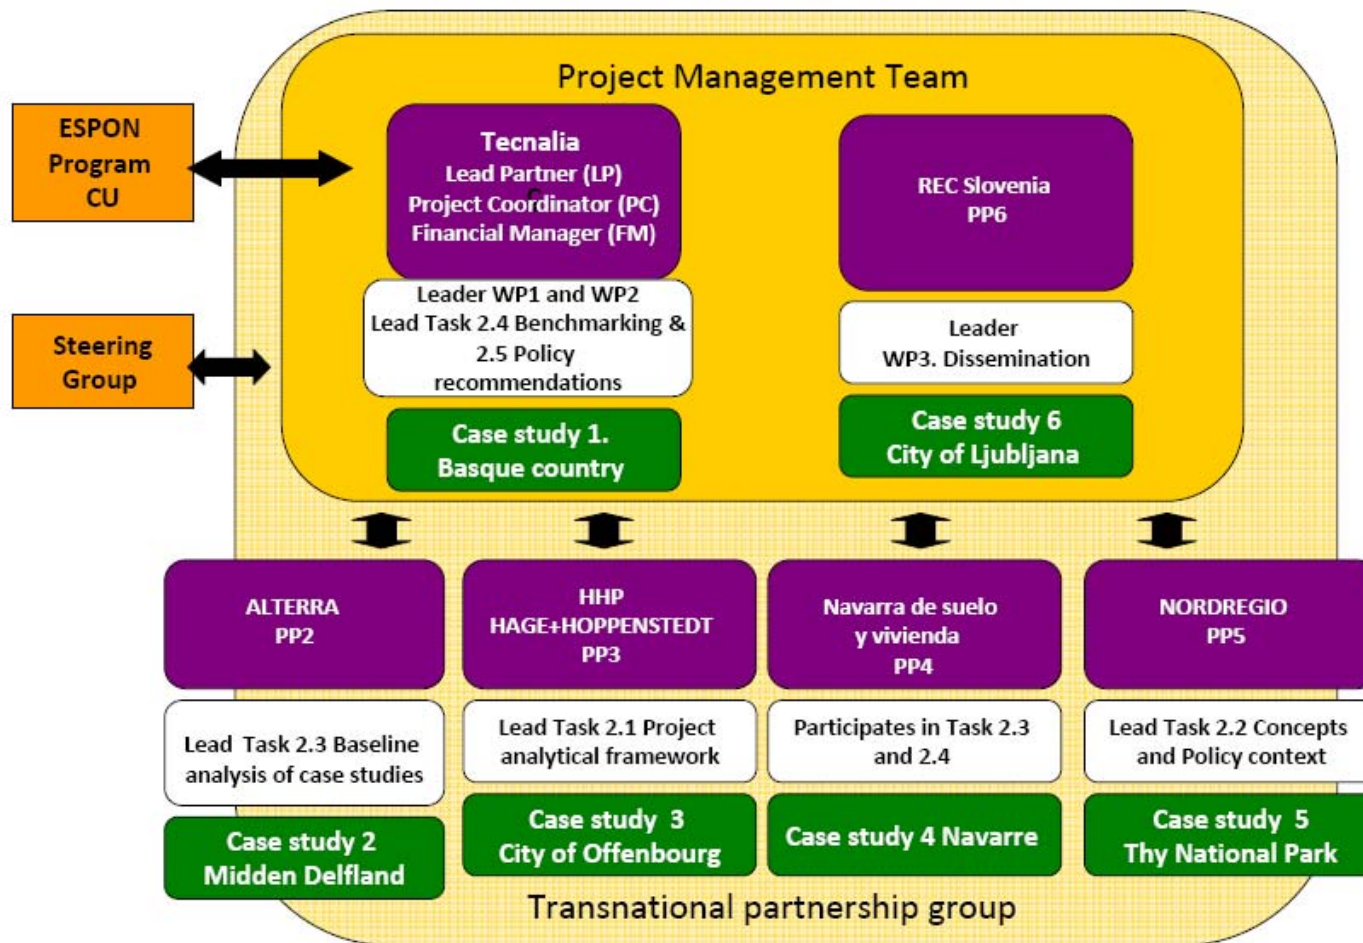 Project Management Team
ESPON
Program
CU
Steering
Group
Tecnalia
Lead Partner (LP)
Project Coordinator (PC)
Financial Manager (FM)
Leader WP1 and WP2
Lead Task 2.4 Benchmarking &
2.5 Policy
recommendations
Case study 1.
Basque country
REC Slovenia
PP6
Leader
WP3. Dissemination
Case study 6
City of Ljubljana
ALTERRA
PP2
Lead Task 2.3 Baseline
analysis of case studies
Case study 2
Midden Delfland
HHP
HAGE+HOPPENSTEDT
PP3
Lead Task 2.1 Project
analytical framework
Case study 3
City of Offenbourg
Navarra de suelo
y vivienda
PP4
Participates in Task 2.3
and 2.4
Case study 4 Navarre
NORDREGIO
PP5
Lead Task 2.2 Concepts
and Policy context
Case study 5
Thy National Park
Transnational partnership group